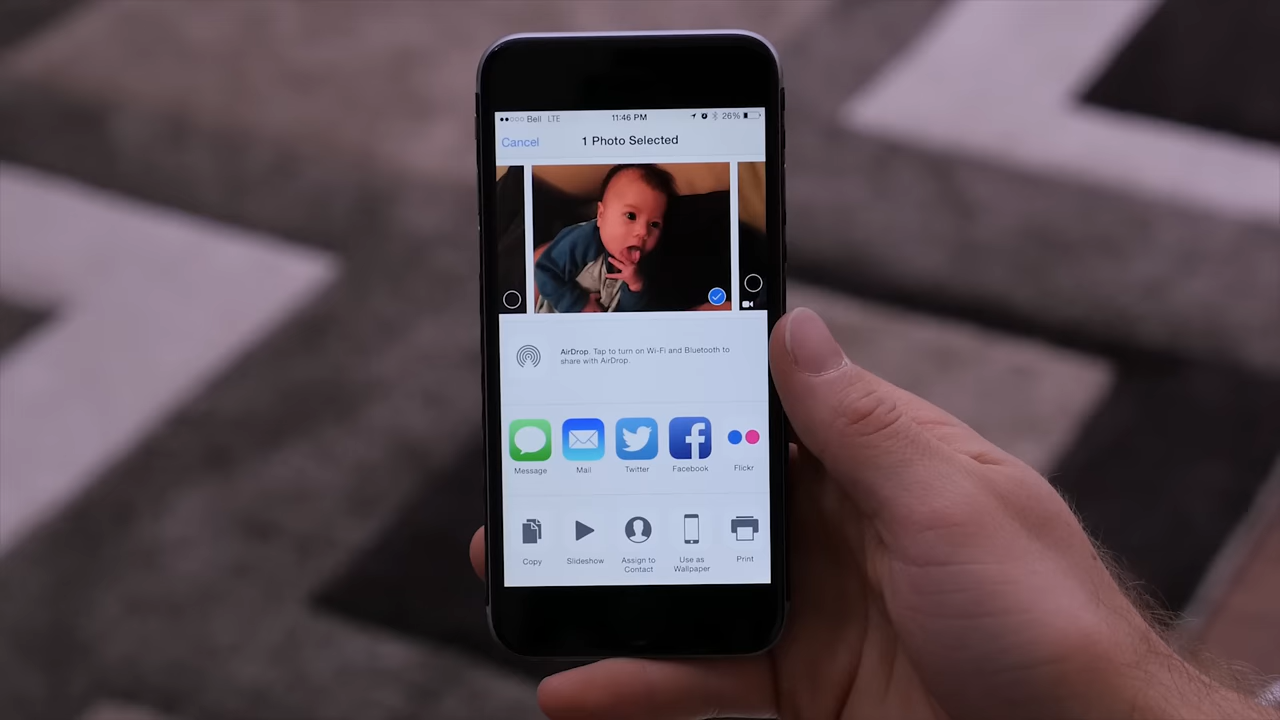 Bell LTE 11:46 PM 26%
Cancel 1 Photo Selected
AirDrop. Tap to turn on Wi-Fi and Bluetooth to
share with AirDrop.
Message Mail Twitter Facebook Flickr
Copy Slideshow Assign to Use as Print
Contact Wallpaper